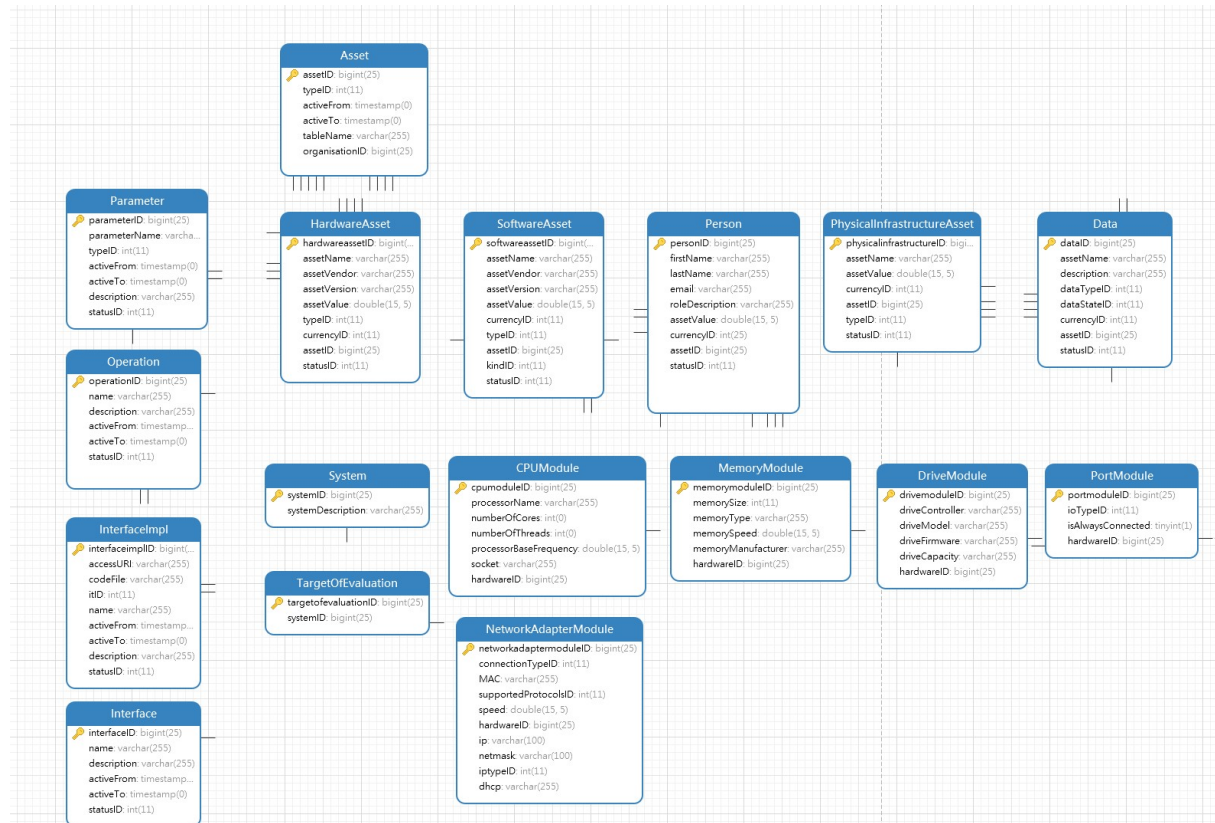 Asset
assetID: bigint(25)
typeID: int(11)
activeFrom: timestamp(0)
activeTo: timestamp(0)
tableName: varchar(255)
organisationID: bigint(25)
Parameter
parameterID: bigint(25)
parameterName: varcha...
typeID: int(11)
activeFrom: timestamp(0)
activeTo: timestamp(0)
description: varchar(255)
statusID: int(11)
HardwareAsset
hardwareassetID: bigint(...
assetName: varchar(255)
assetVendor: varchar(255)
assetVersion: varchar(255)
assetValue: double(15, 5)
typeID: int(11)
currencyID: int(11)
assetID: bigint(25)
statusID: int(11)
SoftwareAsset
softwareassetID: bigint(...
assetName: varchar(255)
assetVendor: varchar(255)
assetVersion: varchar(255)
assetValue: double(15, 5)
currencyID: int(11)
typeID: int(11)
assetID: bigint(25)
kindID: int(11)
statusID: int(11)
Person
personID: bigint(25)
firstName: varchar(255)
lastName: varchar(255)
email: varchar(255)
roleDescription: varchar(255)
assetValue: double(15, 5)
currencyID: int(25)
assetID: bigint(25)
statusID: int(11)
PhysicalInfrastructureAsset
physicalinfrastructureID: bigi...
assetName: varchar(255)
assetValue: double(15, 5)
currencyID: int(11)
assetID: bigint(25)
typeID: int(11)
statusID: int(11)
Data
dataID: bigint(25)
assetName: varchar(255)
description: varchar(255)
dataTypeID: int(11)
dataStateID: int(11)
currencyID: int(11)
assetID: bigint(25)
statusID: int(11)
Operation
operationID: bigint(25)
name: varchar(255)
description: varchar(255)
activeFrom: timestamp...
activeTo: timestamp(0)
statusID: int(11)
System
systemID: bigint(25)
systemDescription: varchar(255)
CPUModule
cpumoduleID: bigint(25)
processorName: varchar(255)
numberOfCores: int(0)
numberOfThreads: int(0)
processorBaseFrequency: double(15, 5)
socket: varchar(255)
hardwareID: bigint(25)
MemoryModule
memorymoduleID: bigint(25)
memorySize: int(11)
memoryType: varchar(255)
memorySpeed: double(15, 5)
memoryManufacturer: varchar(255)
hardwareID: bigint(25)
DriveModule
drivemoduleID: bigint(25)
driveController: varchar(255)
driveModel: varchar(255)
driveFirmware: varchar(255)
driveCapacity: varchar(255)
hardwareID: bigint(25)
PortModule
portmoduleID: bigint(25)
ioTypeID: int(11)
isAlwaysConnected: tinyint(1)
hardwareID: bigint(25)
InterfaceImpl
interfaceimplID: bigint(...
accessURI: varchar(255)
codeFile: varchar(255)
itID: int(11)
name: varchar(255)
activeFrom: timestamp...
activeTo: timestamp(0)
description: varchar(255)
statusID: int(11)
TargetOfEvaluation
targetofevaluationID: bigint(25)
systemID: bigint(25)
NetworkAdapterModule
networkadaptermoduleID: bigint(25)
connectionTypeID: int(11)
MAC: varchar(255)
supportedProtocolsID: int(11)
speed: double(15, 5)
hardwareID: bigint(25)
ip: varchar(100)
netmask: varchar(100)
iptypeID: int(11)
dhcp: varchar(255)
Interface
interfaceID: bigint(25)
name: varchar(255)
description: varchar(255)
activeFrom: timestamp...
activeTo: timestamp(0)
statusID: int(11)